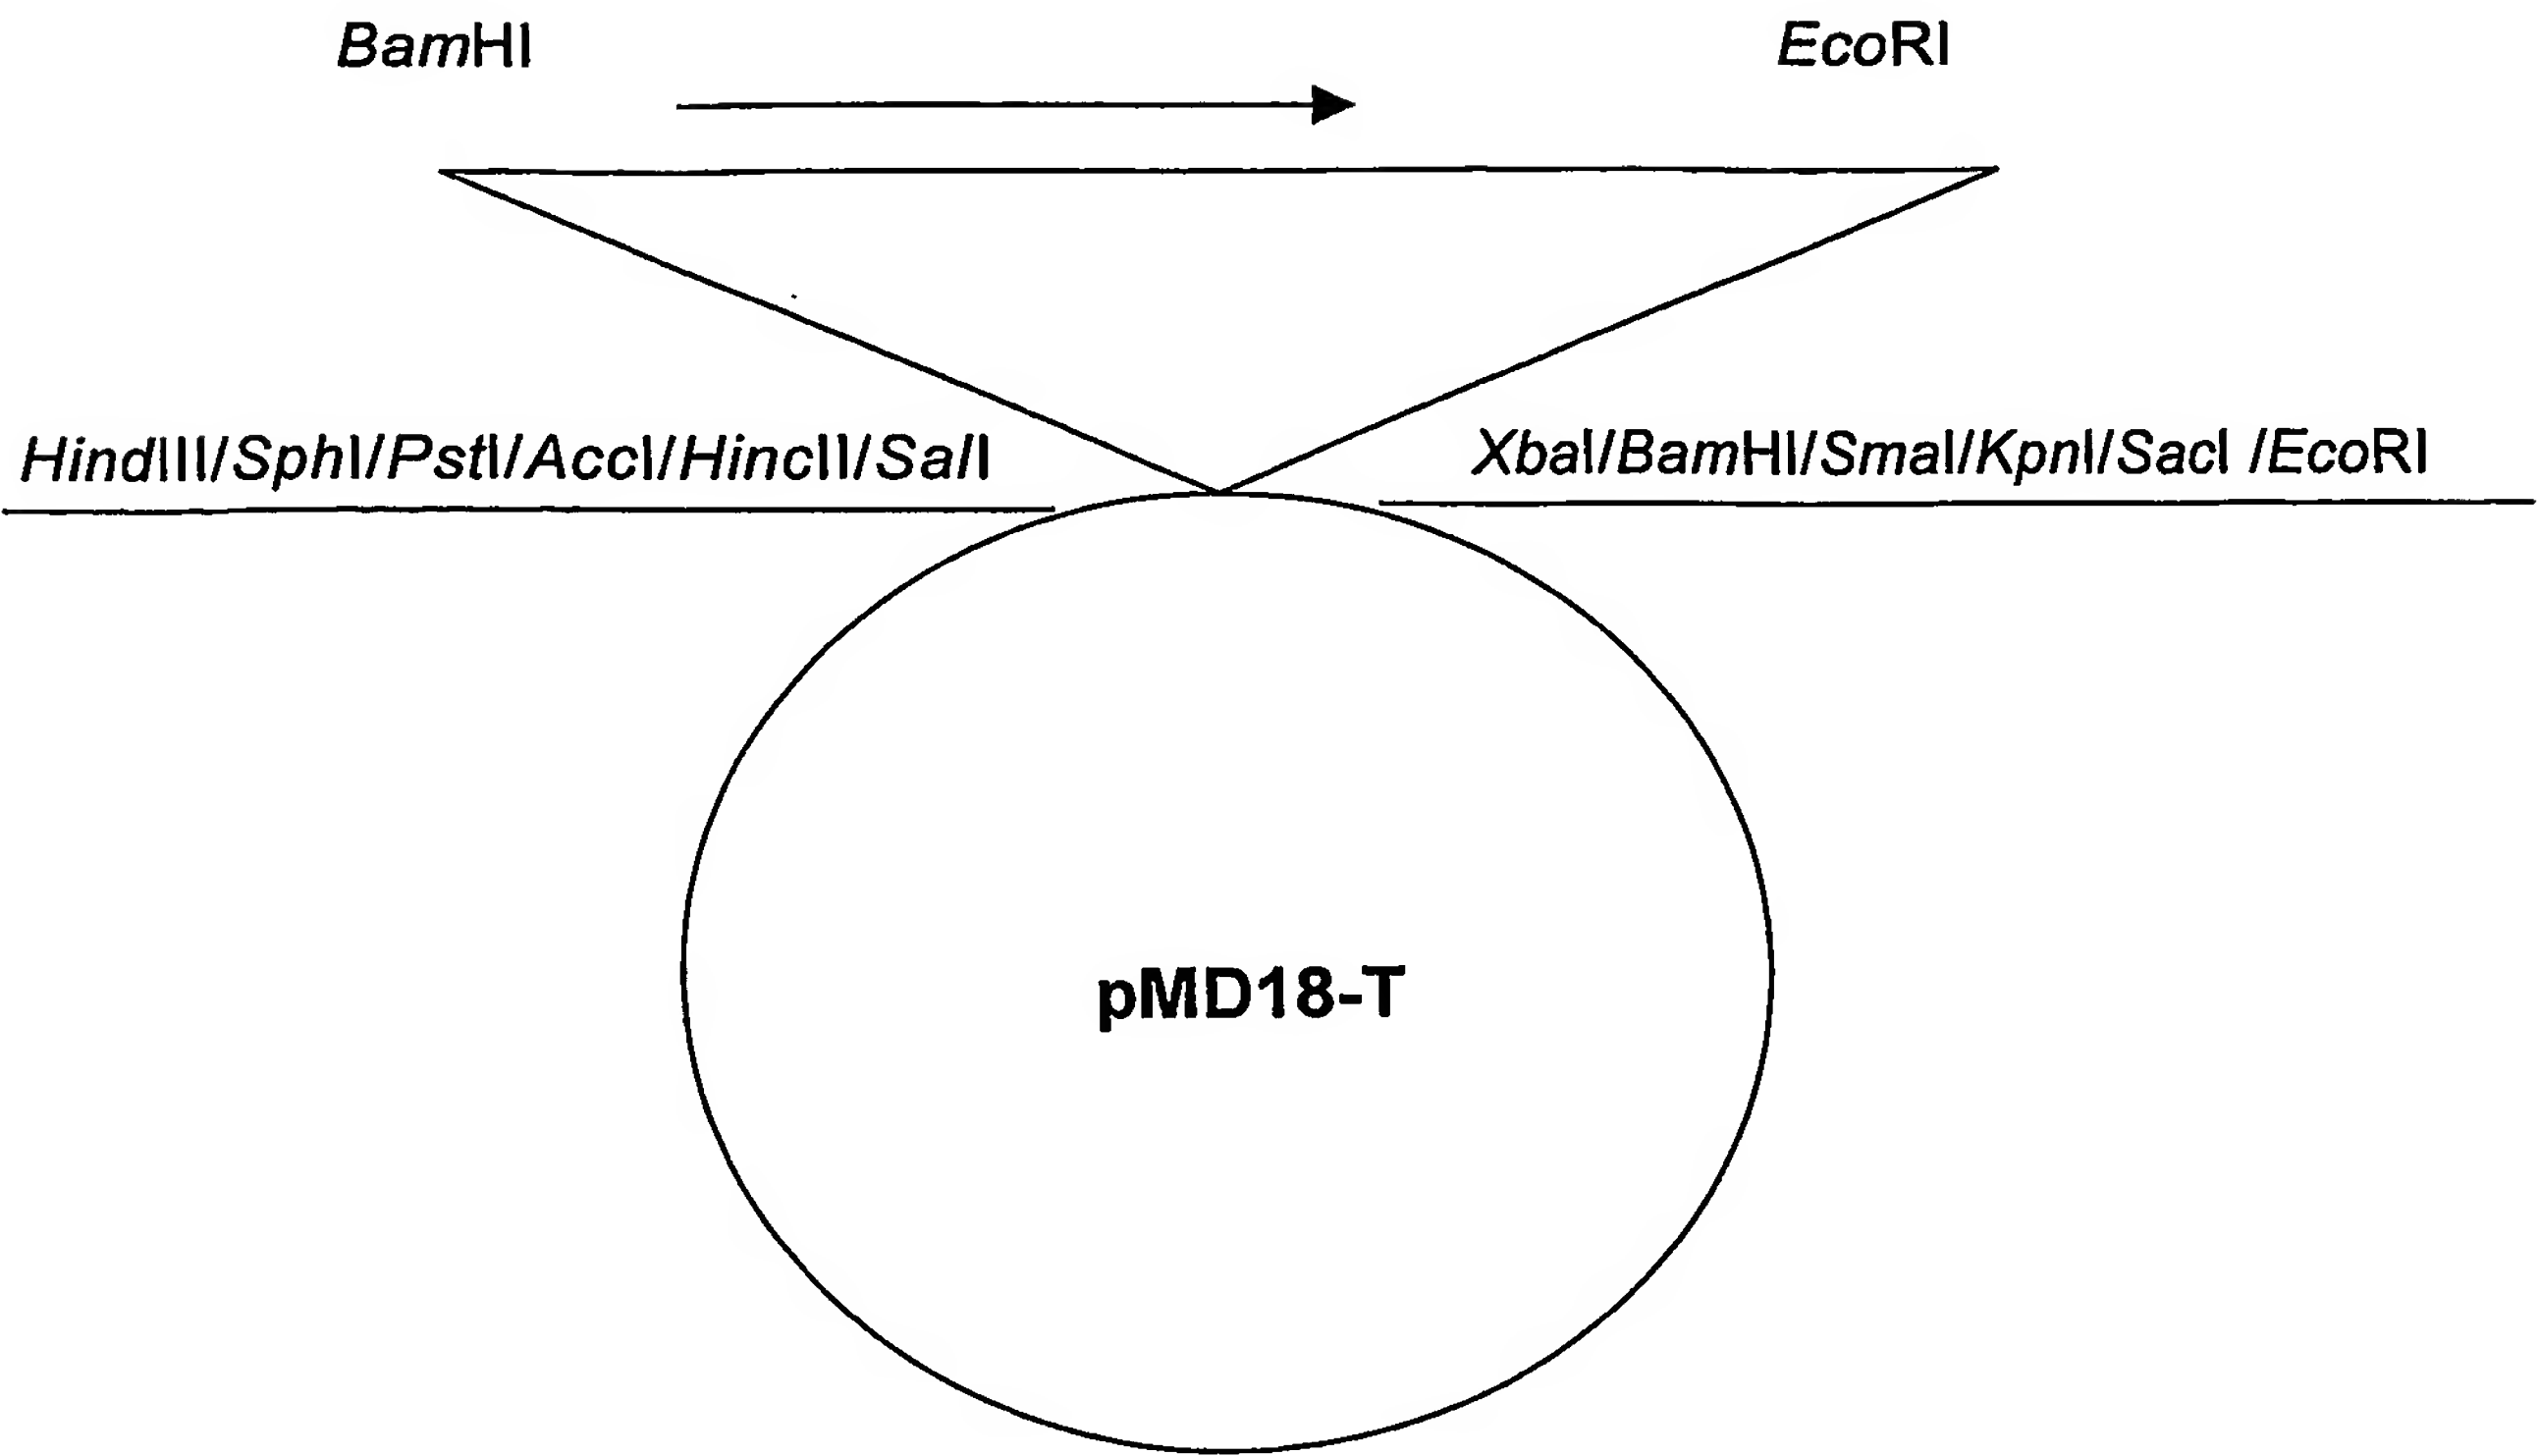 BamHI EcoRI
HindIII/SphI/PstI/AccI/HincII/SalI XbaI/BamHI/SmaI/KpnI/SacI /EcoRI
pMD18-T